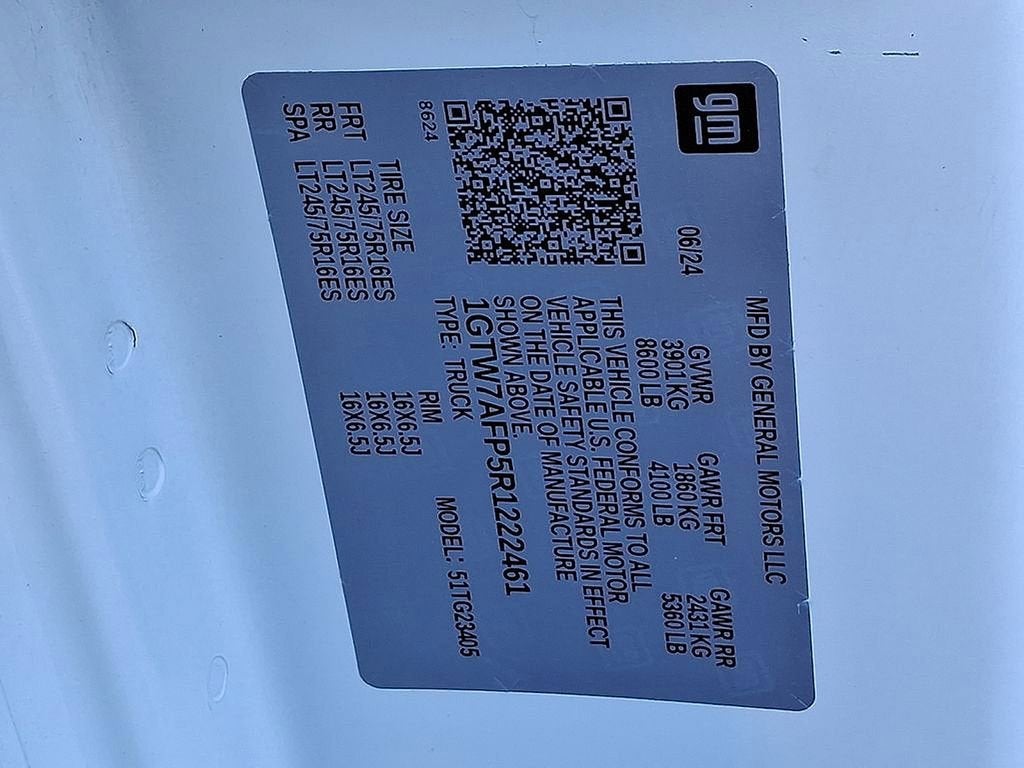 gm
MFD BY GENERAL MOTORS LLC
06/24
GVWR GAWR FRT GAWR RR
3901 KG 1860 KG 2431 KG
8600 LB 4100 LB 5360 LB
THIS VEHICLE CONFORMS TO ALL
APPLICABLE U.S. FEDERAL MOTOR
VEHICLE SAFETY STANDARDS IN EFFECT
ON THE DATE OF MANUFACTURE
SHOWN ABOVE.
1GTW7AFP5R1222461
TYPE: TRUCK MODEL: 51TG23405
8624
TIRE SIZE RIM
FRT LT245/75R16ES 16X6.5J
RR LT245/75R16ES 16X6.5J
SPA LT245/75R16ES 16X6.5J